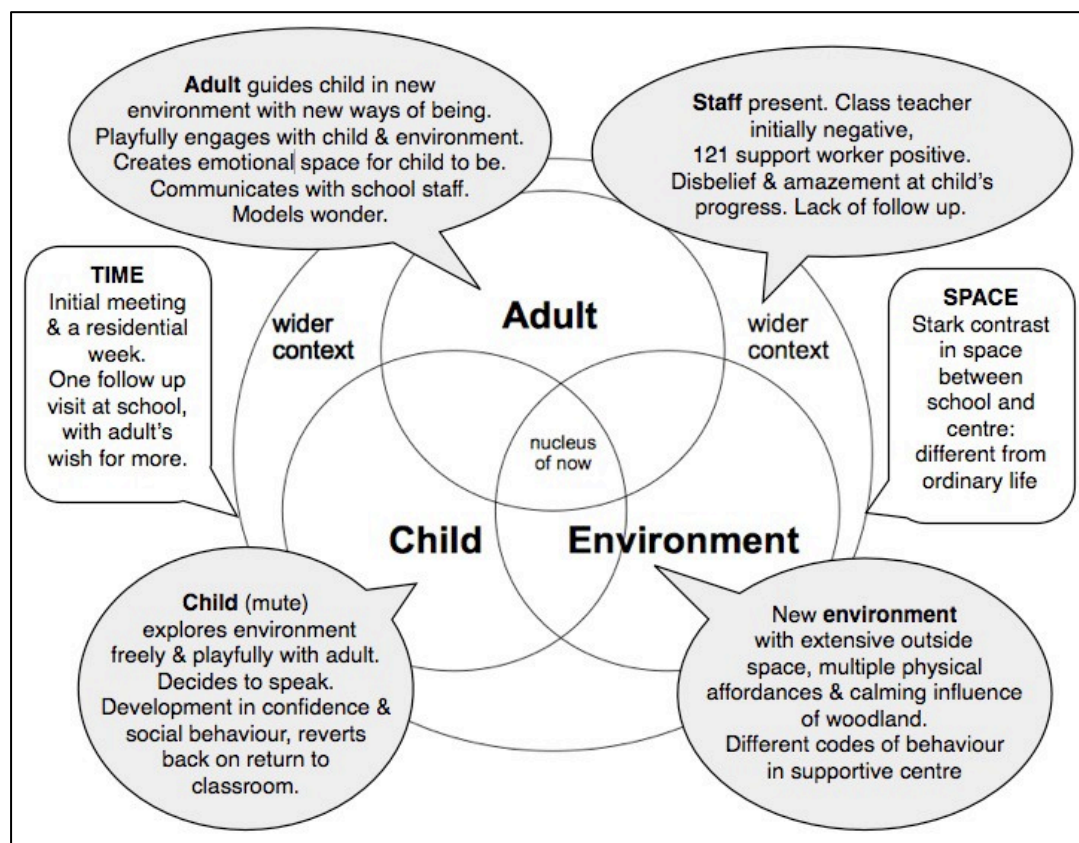 Adult guides child in new
environment with new ways of being.
Playfully engages with child & environment.
Creates emotional space for child to be.
Communicates with school staff.
Models wonder.
Staff present. Class teacher
initially negative,
121 support worker positive.
Disbelief & amazement at child's
progress. Lack of follow up.
TIME
Initial meeting
& a residential
week.
One follow up
visit at school,
with adult's
wish for more.
wider
context
Adult
wider
context
SPACE
Stark contrast
in space
between
school and
centre:
different from
ordinary life
nucleus
of now
Child
Environment
Child (mute)
explores environment
freely & playfully with adult.
Decides to speak.
Development in confidence &
social behaviour, reverts
back on return to
classroom.
New environment
with extensive outside
space, multiple physical
affordances & calming influence
of woodland.
Different codes of behaviour
in supportive centre